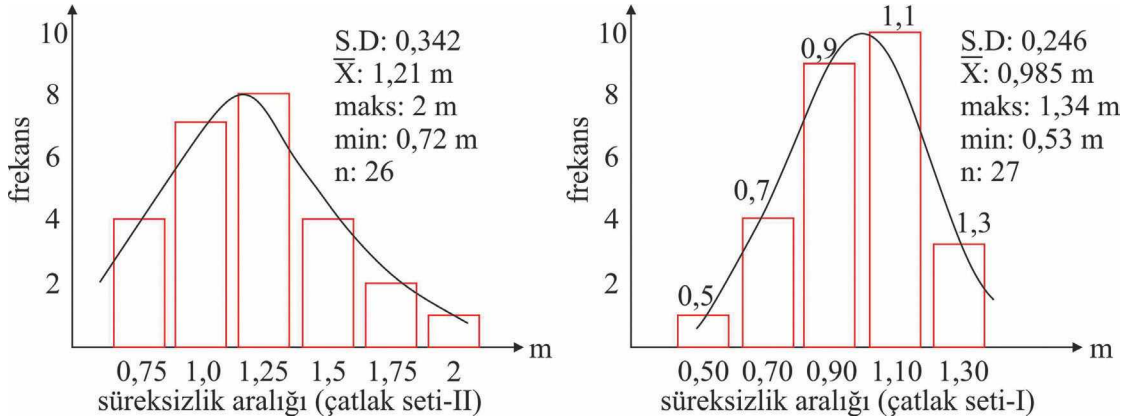 frekans
10
8
6
4
2
S.D: 0,342
X̅: 1,21 m
maks: 2 m
min: 0,72 m
n: 26
0,75 1,0 1,25 1,5 1,75 2
m
süreksizlik aralığı (çatlak seti-II)
frekans
10
8
6
4
2
0,5
0,7
0,9
1,1
1,3
S.D: 0,246
X̅: 0,985 m
maks: 1,34 m
min: 0,53 m
n: 27
0,50 0,70 0,90 1,10 1,30
m
süreksizlik aralığı (çatlak seti-I)